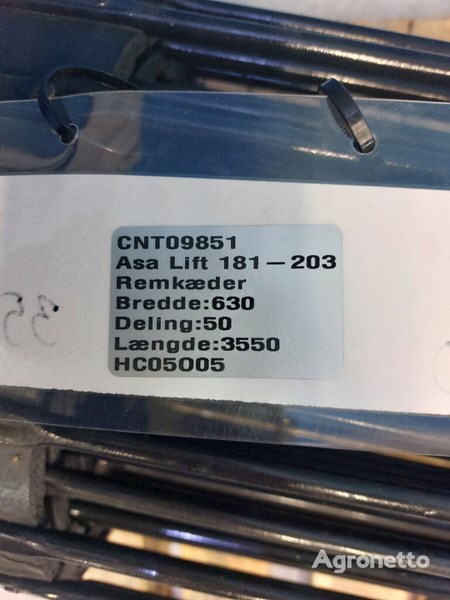 CNT09851
Asa Lift 181-203
Remkæder
Bredde:630
Deling:50
Længde:3550
HC05005
Agronetto